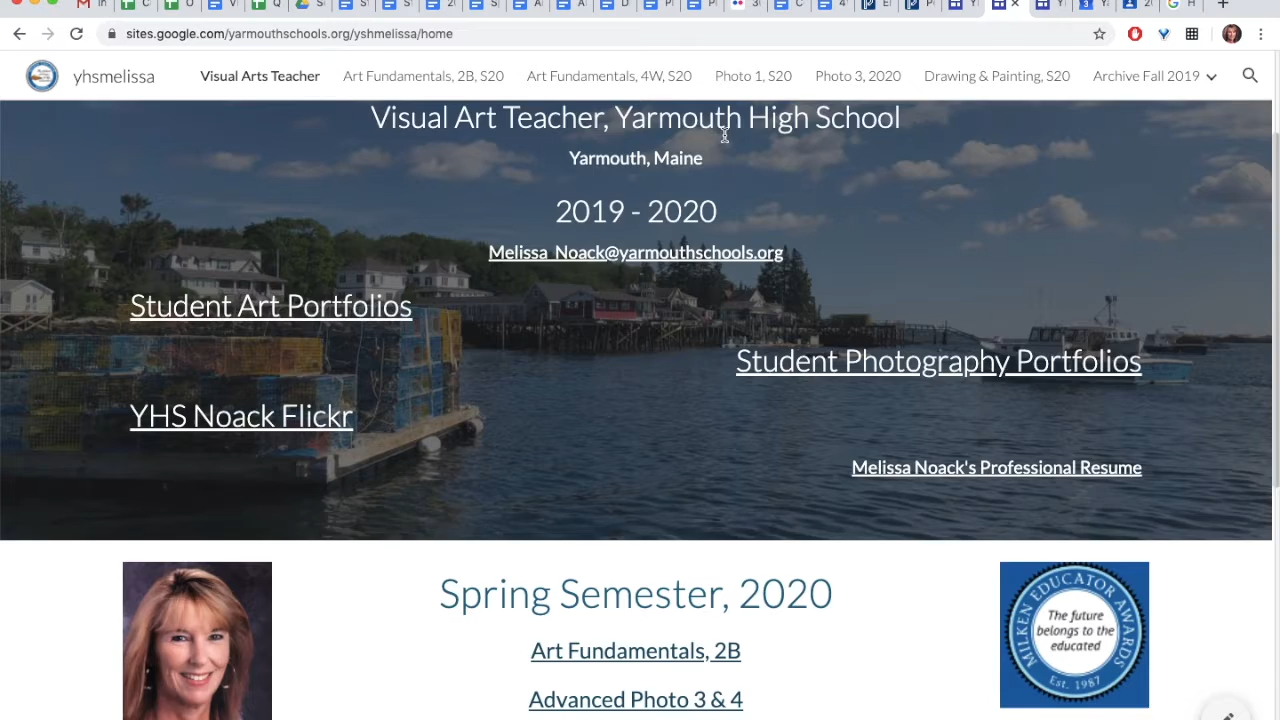 sites.google.com/yarmouthschools.org/yshmelissa/home
yhsmelissa
Visual Arts Teacher
Art Fundamentals, 2B, S20
Art Fundamentals, 4W, S20
Photo 1, S20
Photo 3, 2020
Drawing & Painting, S20
Archive Fall 2019
Visual Art Teacher, Yarmouth High School
Yarmouth, Maine
2019 - 2020
Melissa_Noack@yarmouthschools.org
Student Art Portfolios
Student Photography Portfolios
YHS Noack Flickr
Melissa Noack's Professional Resume
Spring Semester, 2020
Art Fundamentals, 2B
Advanced Photo 3 & 4
MILKEN EDUCATOR AWARDS
The future
belongs to the
educated
Est. 1987